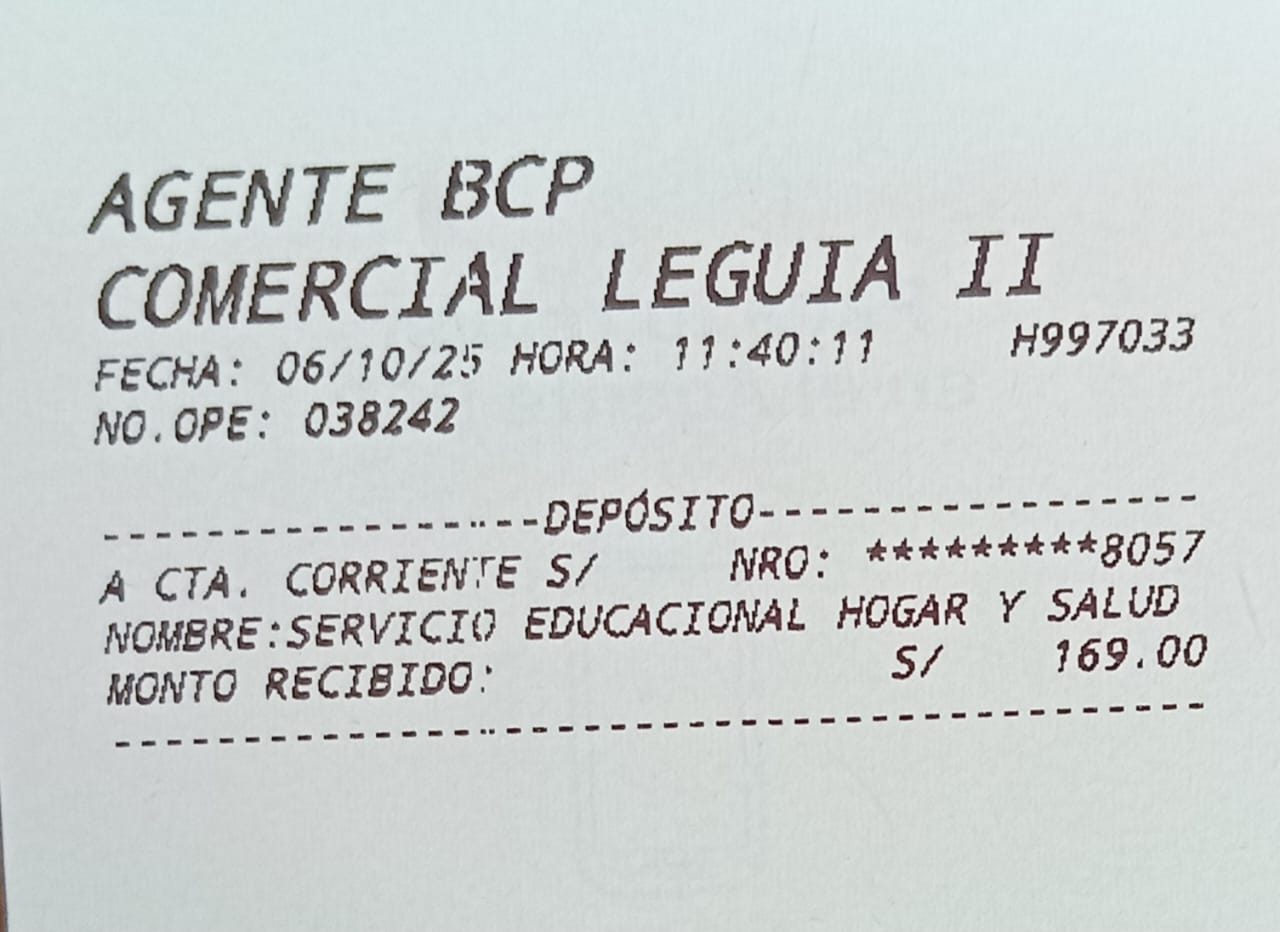 AGENTE BCP
COMERCIAL LEGUIA II
FECHA: 06/10/25 HORA: 11:40:11 H997033
NO.OPE: 038242
-----------------DEPÓSITO-----------------
A CTA. CORRIENTE S/ NRO: *********8057
NOMBRE:SERVICIO EDUCACIONAL HOGAR Y SALUD
MONTO RECIBIDO: S/ 169.00
------------------------------------------